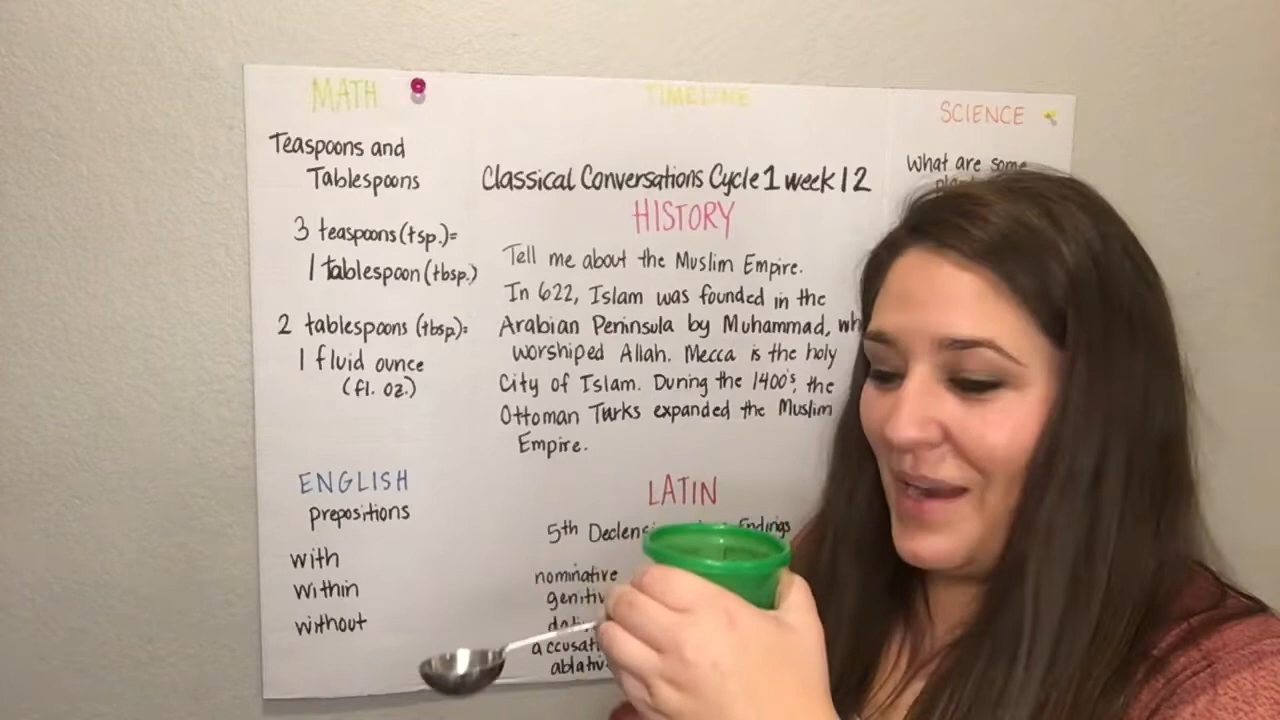 MATH
Teaspoons and
Tablespoons
3 teaspoons (tsp.)=
1 tablespoon (tbsp.)
2 tablespoons (tbsp.)=
1 fluid ounce
(fl. oz.)
ENGLISH
prepositions
with
within
without
TIMELINE
Classical Conversations Cycle 1 week 12
HISTORY
Tell me about the Muslim Empire.
In 622, Islam was founded in the
Arabian Peninsula by Muhammad,
worshiped Allah. Mecca is the holy
City of Islam. During the 1400's, the
Ottoman Turks expanded the Muslim
Empire.
LATIN
5th Endings
nominative
SCIENCE
What are some